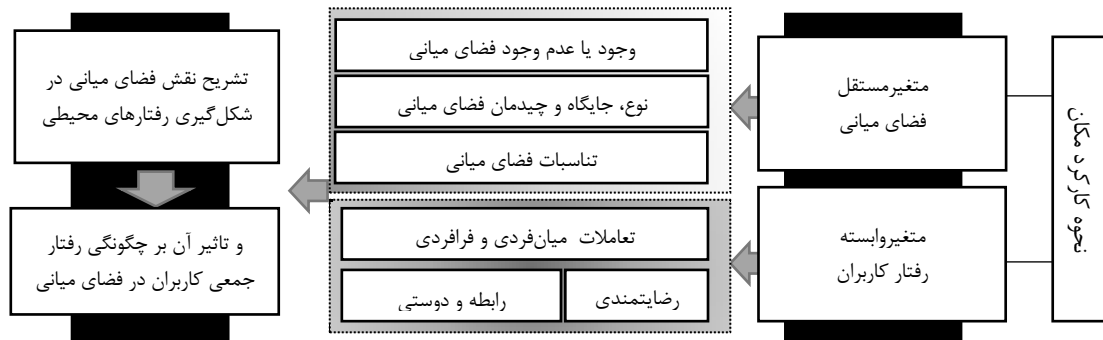 نحوه کارکرد مکان
متغیرمستقل
فضای میانی
متغیروابسته
رفتار کاربران
وجود یا عدم وجود فضای میانی
نوع، جایگاه و چیدمان فضای میانی
تناسبات فضای میانی
تعاملات میان‌فردی و فرافردی
رضایتمندی
رابطه و دوستی
تشریح نقش فضای میانی در
شکل‌گیری رفتارهای محیطی
و تاثیر آن بر چگونگی رفتار
جمعی کاربران در فضای میانی